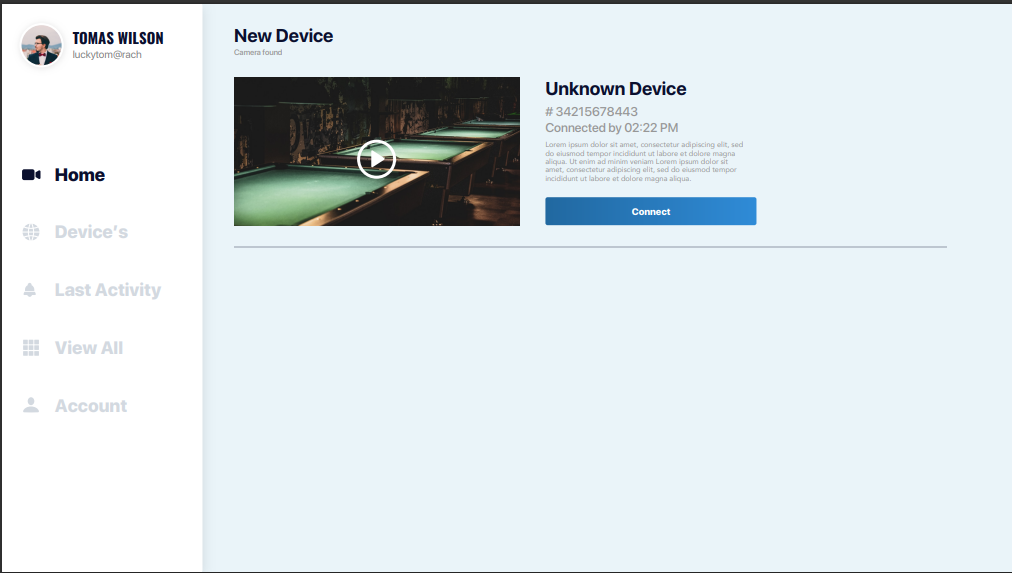 TOMAS WILSON
luckytom@rach
Home
Device's
Last Activity
View All
Account
New Device
Camera found
Unknown Device
# 34215678443
Connected by 02:22 PM
Lorem ipsum dolor sit amet, consectetur adipiscing elit, sed
do eiusmod tempor incididunt ut labore et dolore magna
aliqua. Ut enim ad minim veniam Lorem ipsum dolor sit
amet, consectetur adipiscing elit, sed do eiusmod tempor
incididunt ut labore et dolore magna aliqua.
Connect